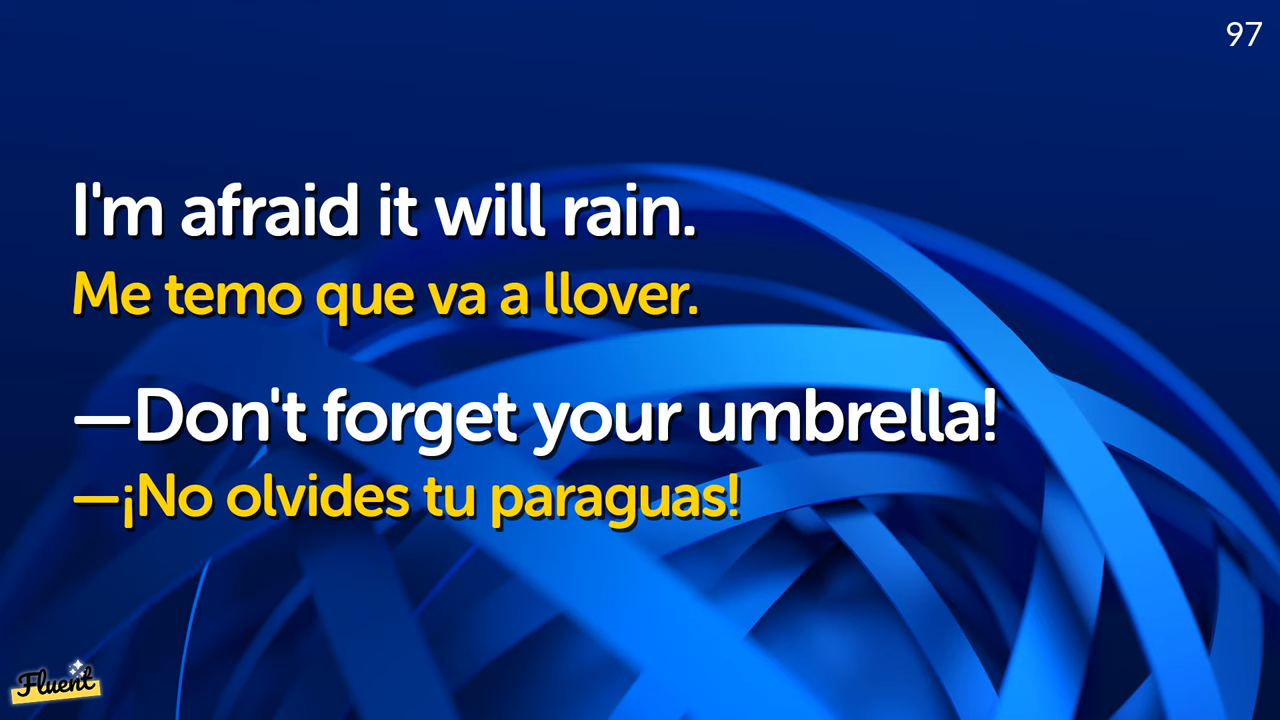 97
I'm afraid it will rain.
Me temo que va a llover.
—Don't forget your umbrella!
—¡No olvides tu paraguas!
Fluent